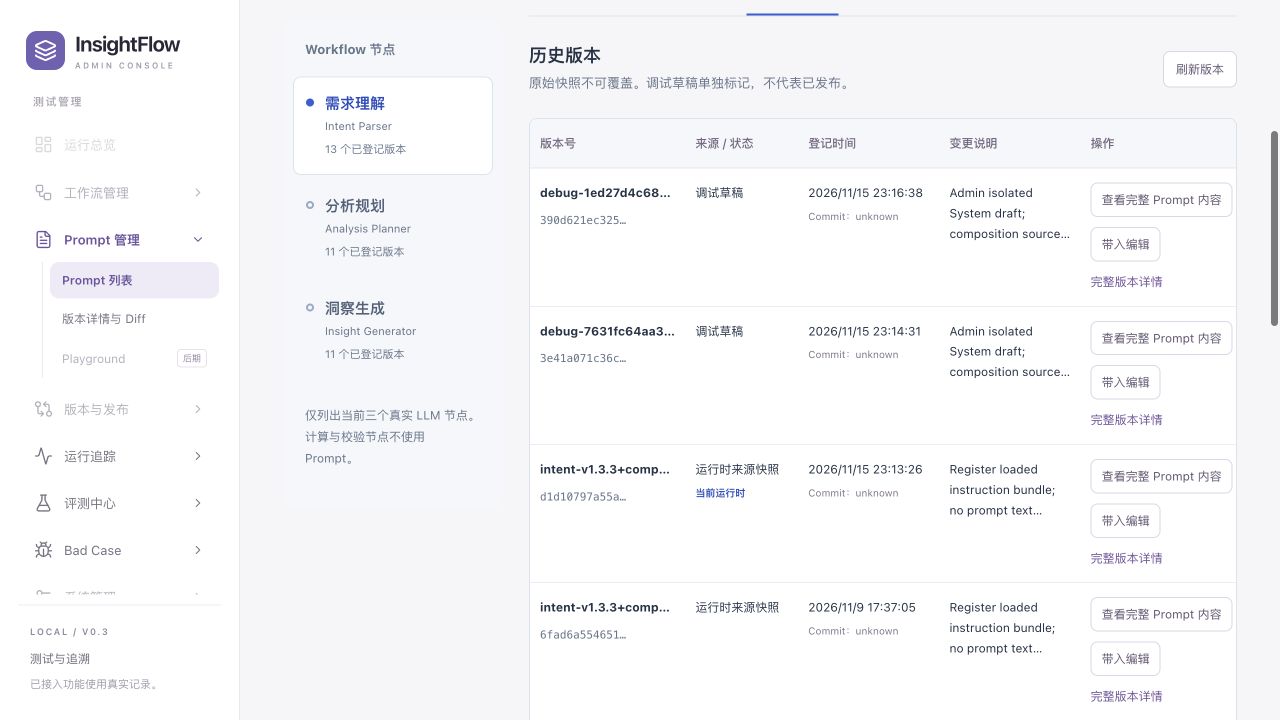 InsightFlow
ADMIN CONSOLE
测试管理
运行总览
工作流管理
Prompt 管理
Prompt 列表
版本详情与 Diff
Playground 后期
版本与发布
运行追踪
评测中心
Bad Case
系统管理
LOCAL / V0.3
测试与追溯
已接入功能使用真实记录。
Workflow 节点
需求理解
Intent Parser
13 个已登记版本
分析规划
Analysis Planner
11 个已登记版本
洞察生成
Insight Generator
11 个已登记版本
仅列出当前三个真实 LLM 节点。
计算与校验节点不使用
Prompt。
历史版本
原始快照不可覆盖。调试草稿单独标记，不代表已发布。
刷新版本
版本号 来源 / 状态 登记时间 变更说明 操作
debug-1ed27d4c68... 调试草稿 2026/11/15 23:16:38 Admin isolated 查看完整 Prompt 内容
390d621ec325… Commit：unknown System draft;
composition source... 带入编辑
完整版本详情
debug-7631fc64aa3... 调试草稿 2026/11/15 23:14:31 Admin isolated 查看完整 Prompt 内容
3e41a071c36c… Commit：unknown System draft;
composition source... 带入编辑
完整版本详情
intent-v1.3.3+comp... 运行时来源快照 2026/11/15 23:13:26 Register loaded 查看完整 Prompt 内容
d1d10797a55a… 当前运行时 Commit：unknown instruction bundle;
no prompt text... 带入编辑
完整版本详情
intent-v1.3.3+comp... 运行时来源快照 2026/11/9 17:37:05 Register loaded 查看完整 Prompt 内容
6fad6a554651… Commit：unknown instruction bundle;
no prompt text... 带入编辑
完整版本详情